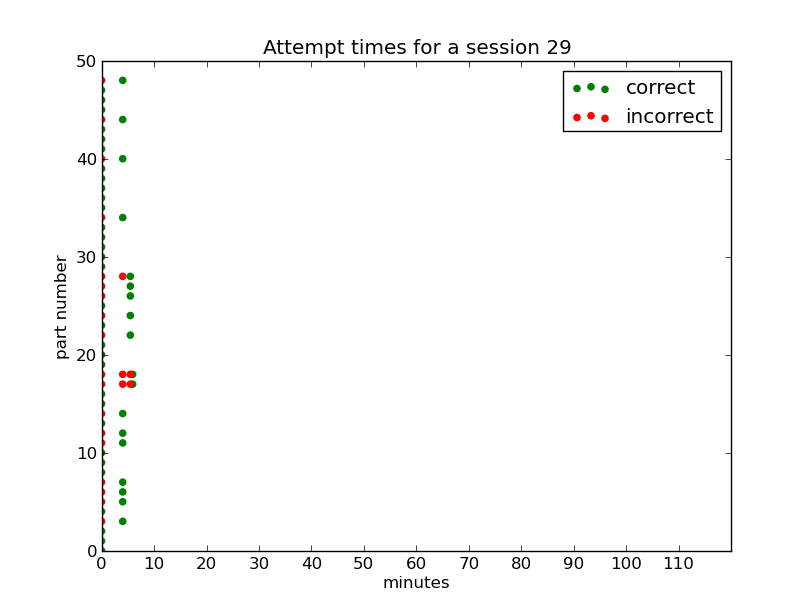 Attempt times for a session 29
correct
incorrect
50
40
30
20
10
0
part number
0 10 20 30 40 50 60 70 80 90 100 110
minutes